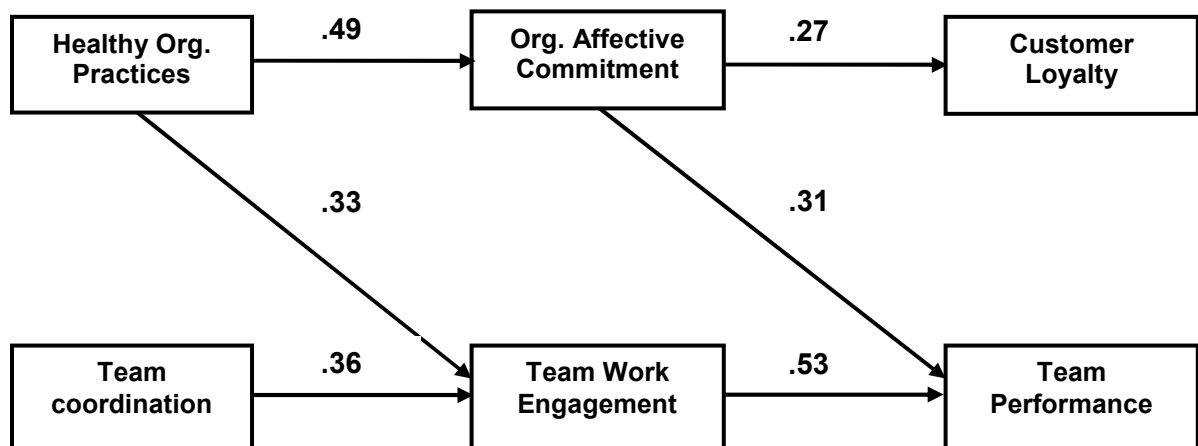 Healthy Org.
Practices
.49
Org. Affective
Commitment
.27
Customer
Loyalty
.33
.31
Team
coordination
.36
Team Work
Engagement
.53
Team
Performance